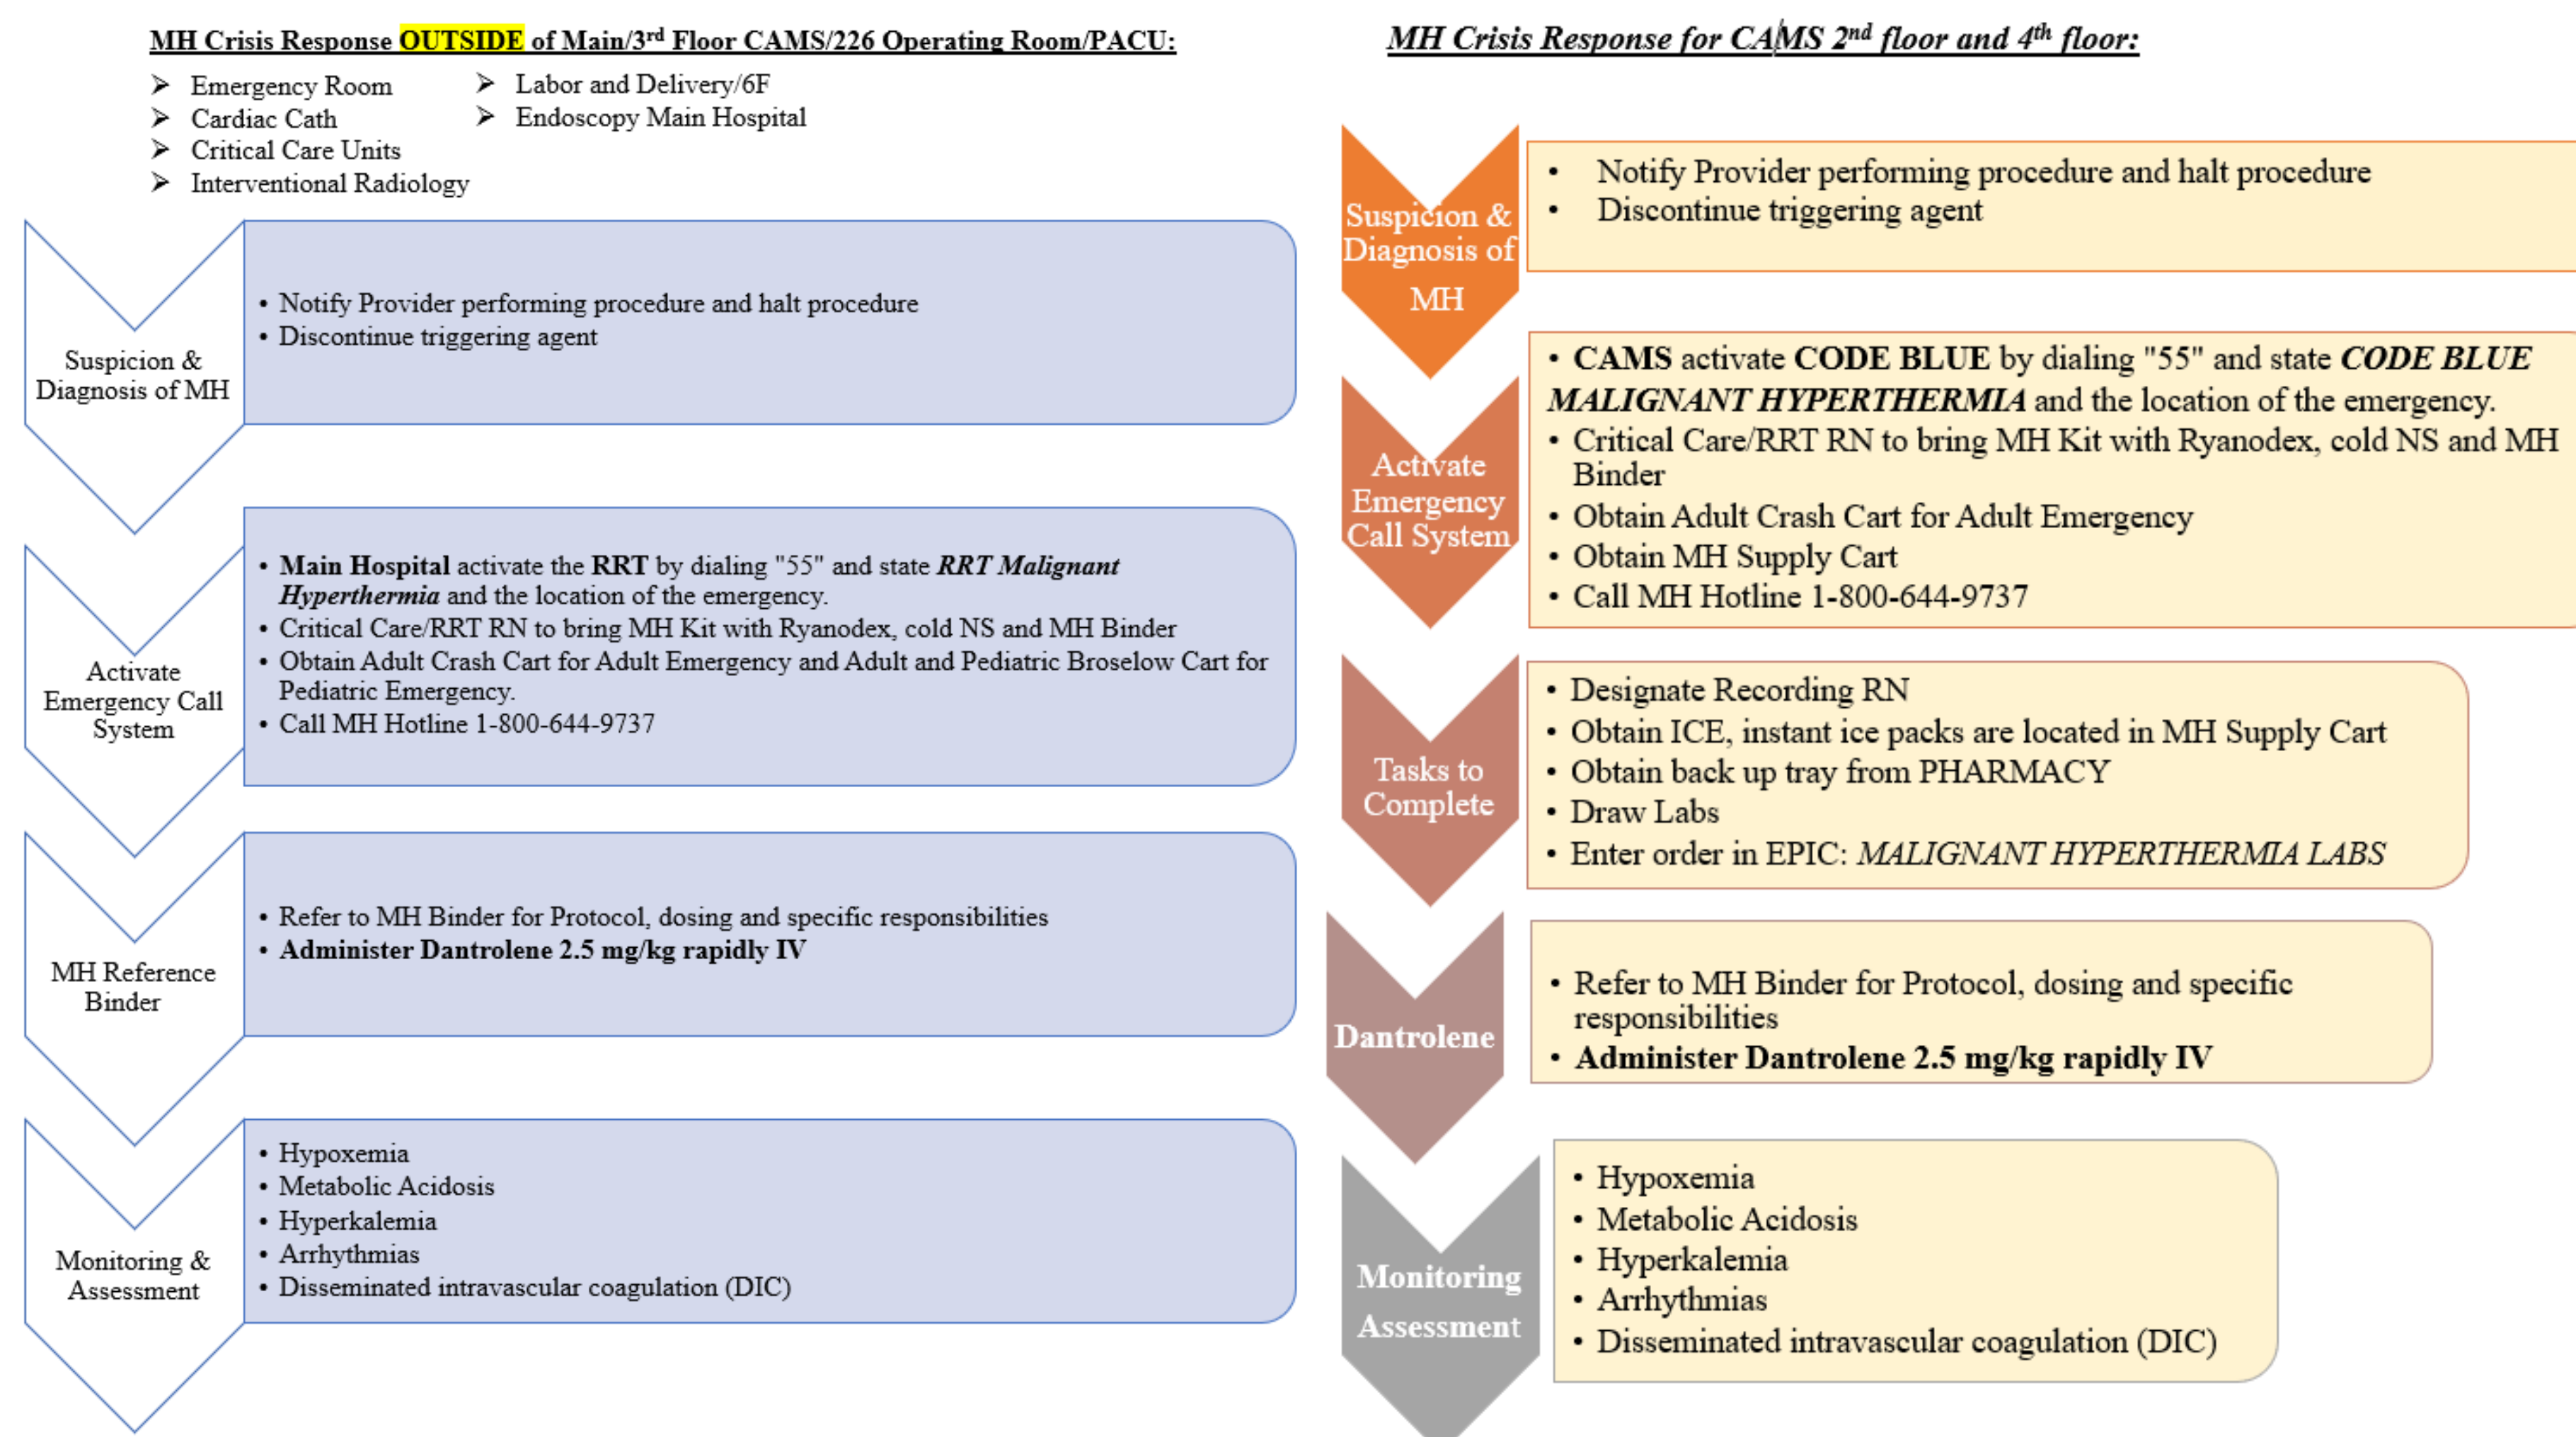 MH Crisis Response OUTSIDE of Main/3rd Floor CAMS/226 Operating Room/PACU:
➢ Emergency Room
➢ Cardiac Cath
➢ Critical Care Units
➢ Interventional Radiology
➢ Labor and Delivery/6F
➢ Endoscopy Main Hospital
Suspicion &
Diagnosis of MH
• Notify Provider performing procedure and halt procedure
• Discontinue triggering agent
Activate
Emergency Call
System
• Main Hospital activate the RRT by dialing "55" and state RRT Malignant
Hyperthermia and the location of the emergency.
• Critical Care/RRT RN to bring MH Kit with Ryanodex, cold NS and MH Binder
• Obtain Adult Crash Cart for Adult Emergency and Adult and Pediatric Broselow Cart for
Pediatric Emergency.
• Call MH Hotline 1-800-644-9737
MH Reference
Binder
• Refer to MH Binder for Protocol, dosing and specific responsibilities
• Administer Dantrolene 2.5 mg/kg rapidly IV
Monitoring &
Assessment
• Hypoxemia
• Metabolic Acidosis
• Hyperkalemia
• Arrhythmias
• Disseminated intravascular coagulation (DIC)
MH Crisis Response for CAMS 2nd floor and 4th floor:
Suspicion &
Diagnosis of
MH
• Notify Provider performing procedure and halt procedure
• Discontinue triggering agent
Activate
Emergency
Call System
• CAMS activate CODE BLUE by dialing "55" and state CODE BLUE
MALIGNANT HYPERTHERMIA and the location of the emergency.
• Critical Care/RRT RN to bring MH Kit with Ryanodex, cold NS and MH
Binder
• Obtain Adult Crash Cart for Adult Emergency
• Obtain MH Supply Cart
• Call MH Hotline 1-800-644-9737
Tasks to
Complete
• Designate Recording RN
• Obtain ICE, instant ice packs are located in MH Supply Cart
• Obtain back up tray from PHARMACY
• Draw Labs
• Enter order in EPIC: MALIGNANT HYPERTHERMIA LABS
Dantrolene
• Refer to MH Binder for Protocol, dosing and specific
responsibilities
• Administer Dantrolene 2.5 mg/kg rapidly IV
Monitoring
Assessment
• Hypoxemia
• Metabolic Acidosis
• Hyperkalemia
• Arrhythmias
• Disseminated intravascular coagulation (DIC)